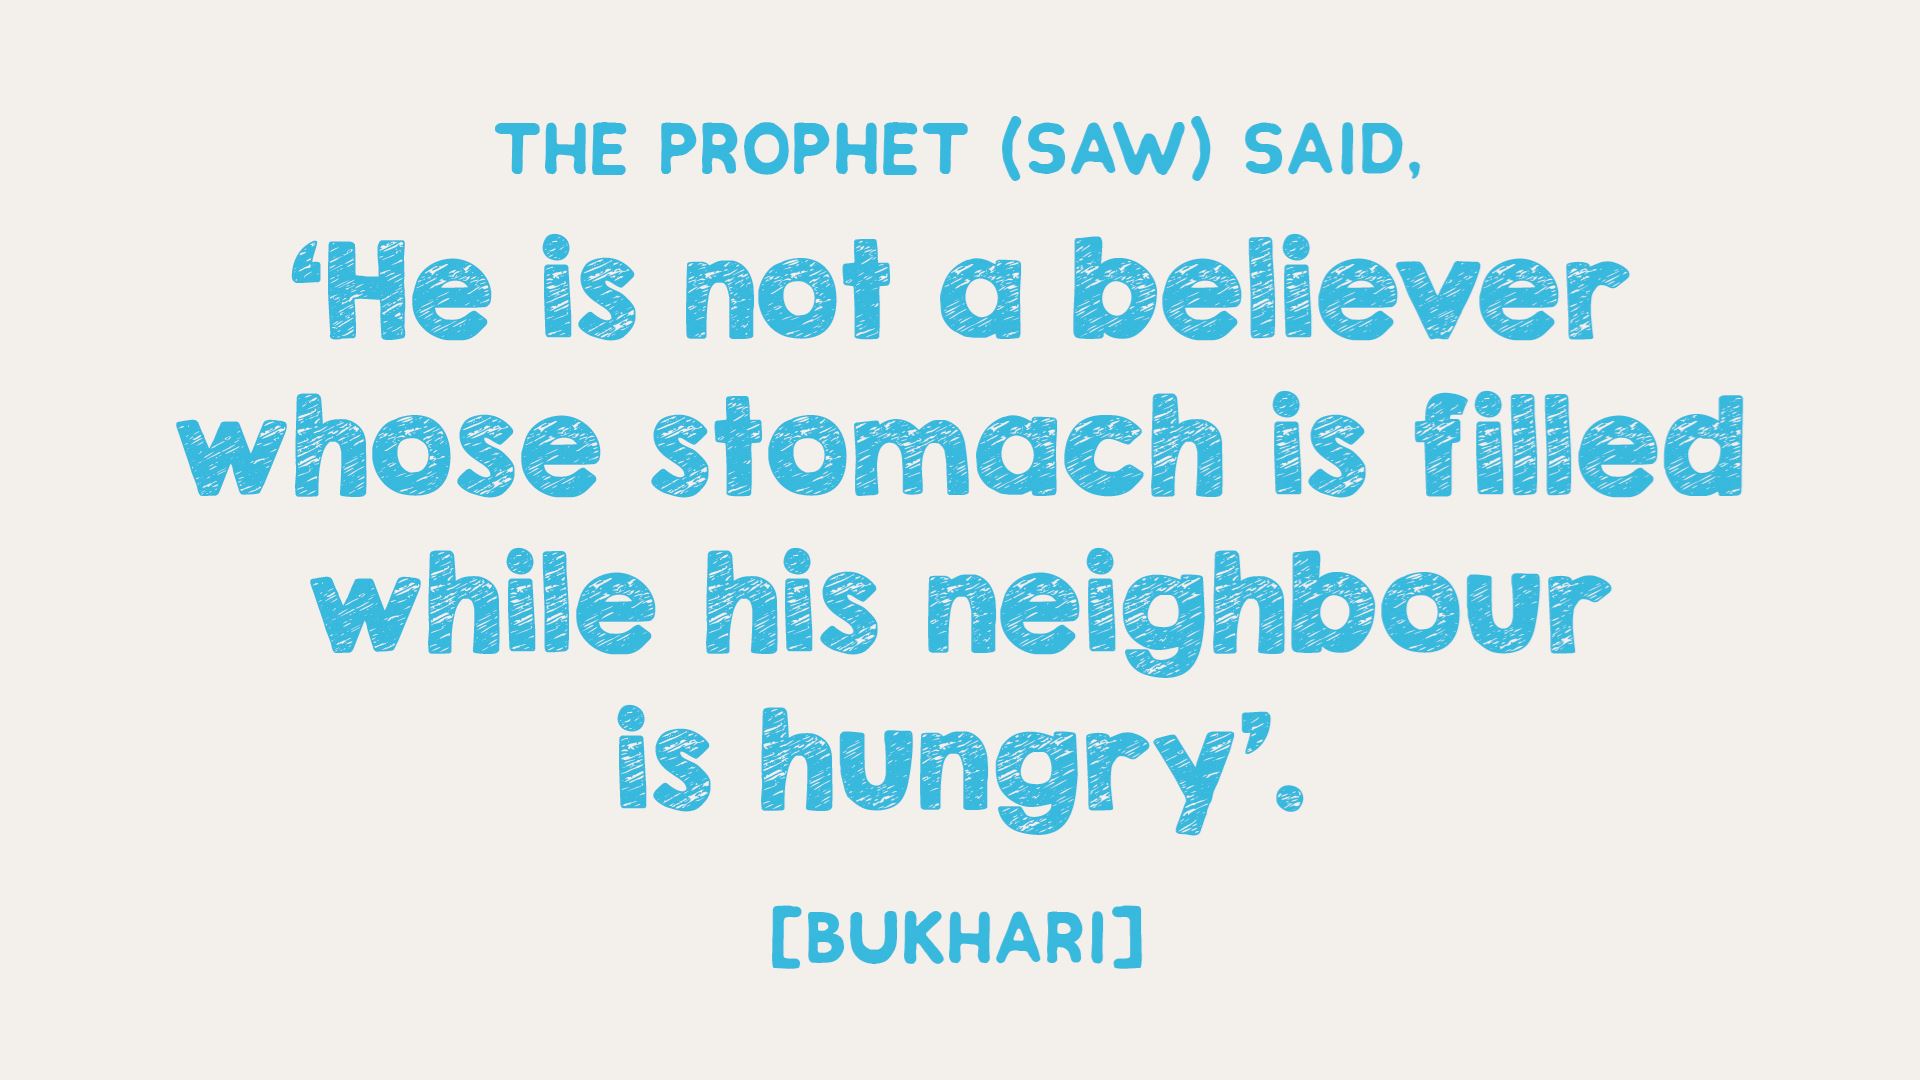 THE PROPHET (SAW) SAID,
‘He is not a believer
whose stomach is filled
while his neighbour
is hungry’.
[BUKHARI]